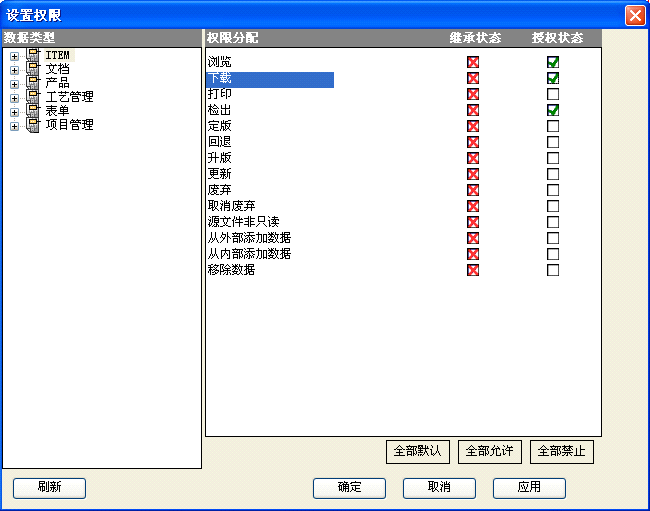 设置权限
数据类型
ITEM
文档
产品
工艺管理
表单
项目管理
权限分配 继承状态 授权状态
浏览
下载
打印
检出
定版
回退
升版
更新
废弃
取消废弃
源文件非只读
从外部添加数据
从内部添加数据
移除数据
全部默认 全部允许 全部禁止
刷新 确定 取消 应用